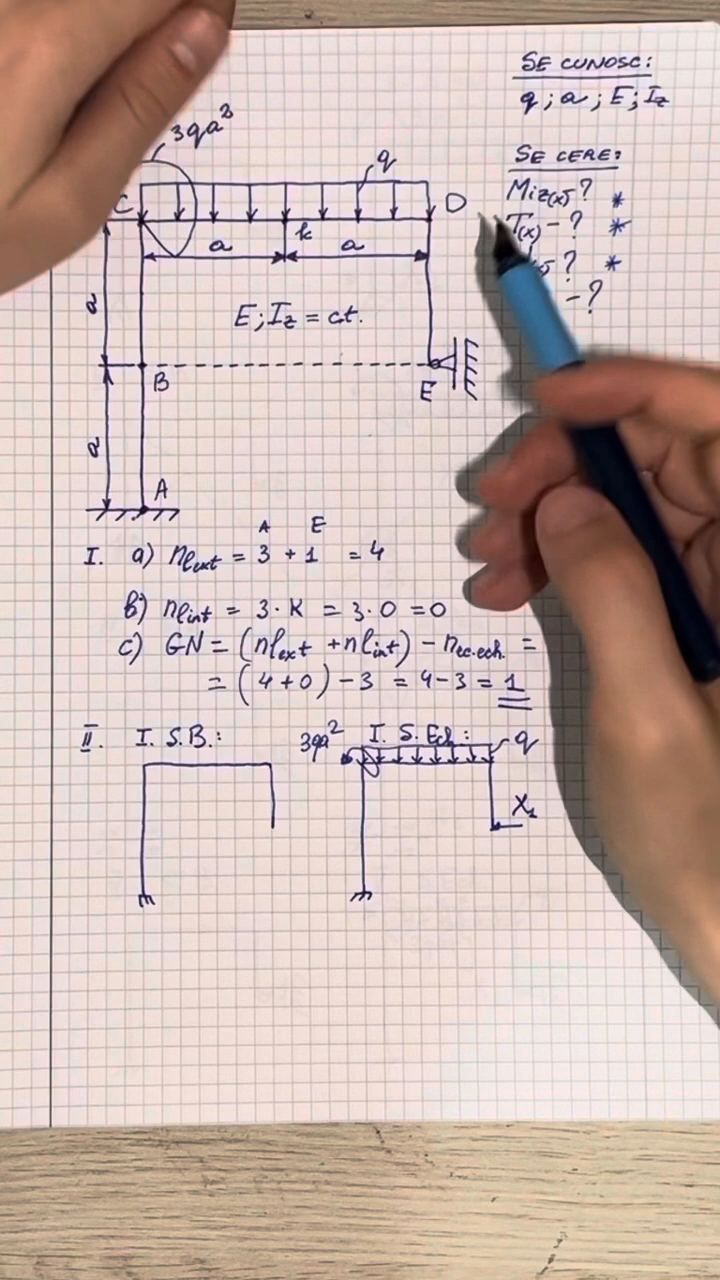 SE CUNOSC:
q ; a ; E ; Iz
3qa²
SE CERE:
q
Miz(x)? *
C
D
T(x) - ? *
k
? *
a
a
- ?
a
E ; Iz = ct.
B
E
a
A
A E
I. a) nlext = 3 + 1 = 4
b) nlint = 3 · K = 3 · 0 = 0
c) GN = (nlext + nlint) - nec.ech. =
= (4 + 0) - 3 = 4 - 3 = 1
II. I. S.B.:
I. S.Ech:
3qa²
q
X1